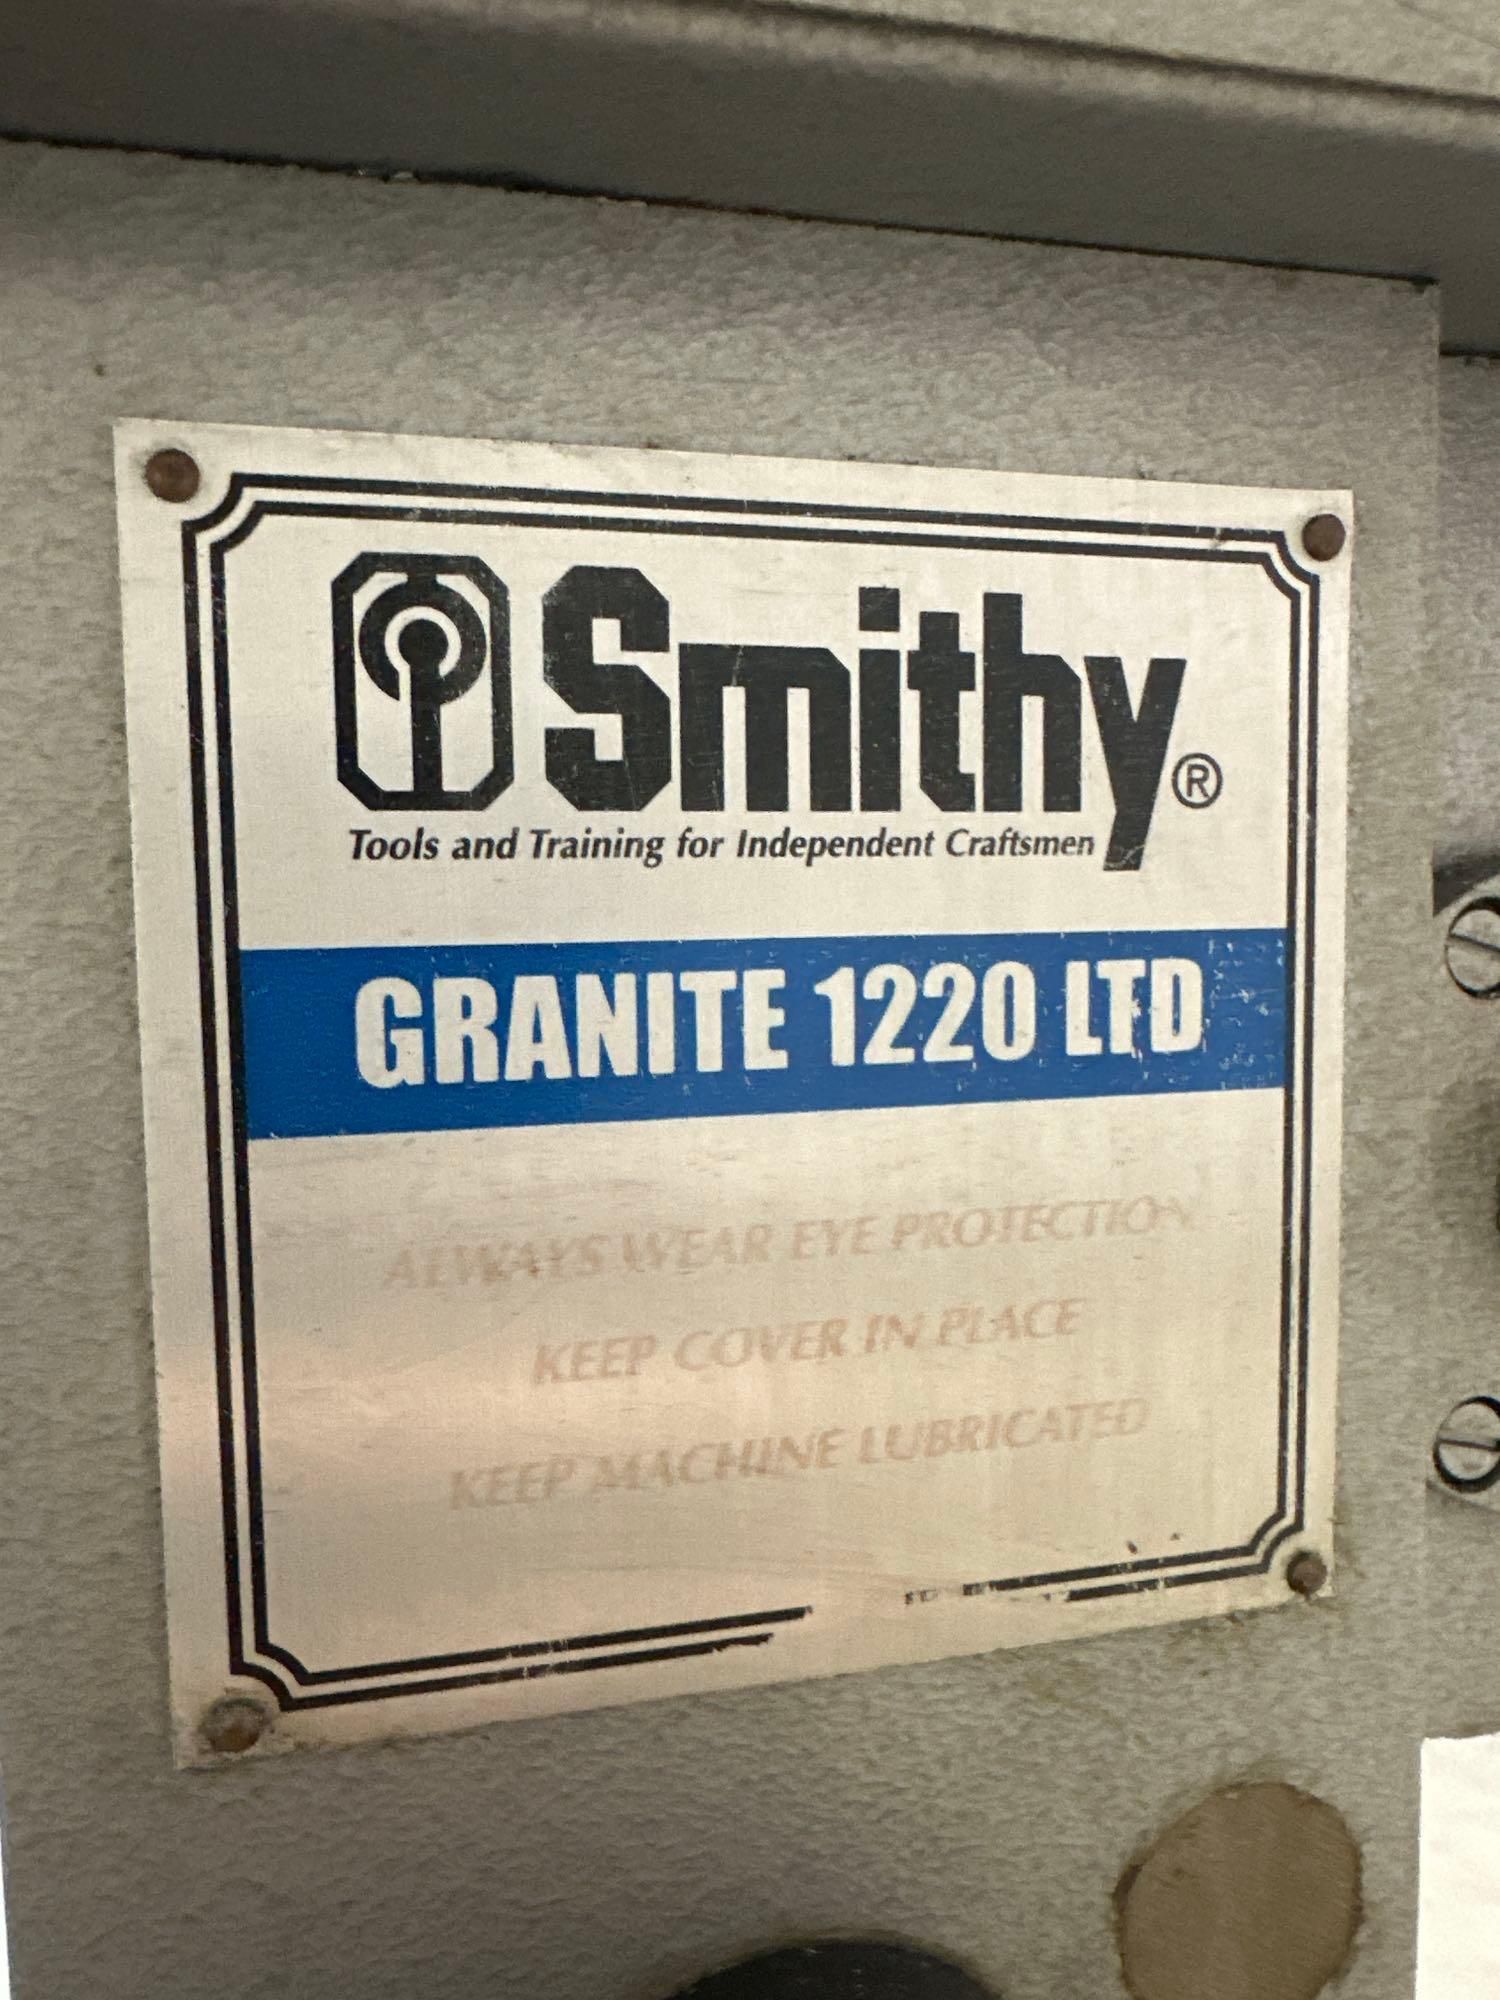 Smithy®
Tools and Training for Independent Craftsmen
GRANITE 1220 LTD
ALWAYS WEAR EYE PROTECTION
KEEP COVER IN PLACE
KEEP MACHINE LUBRICATED